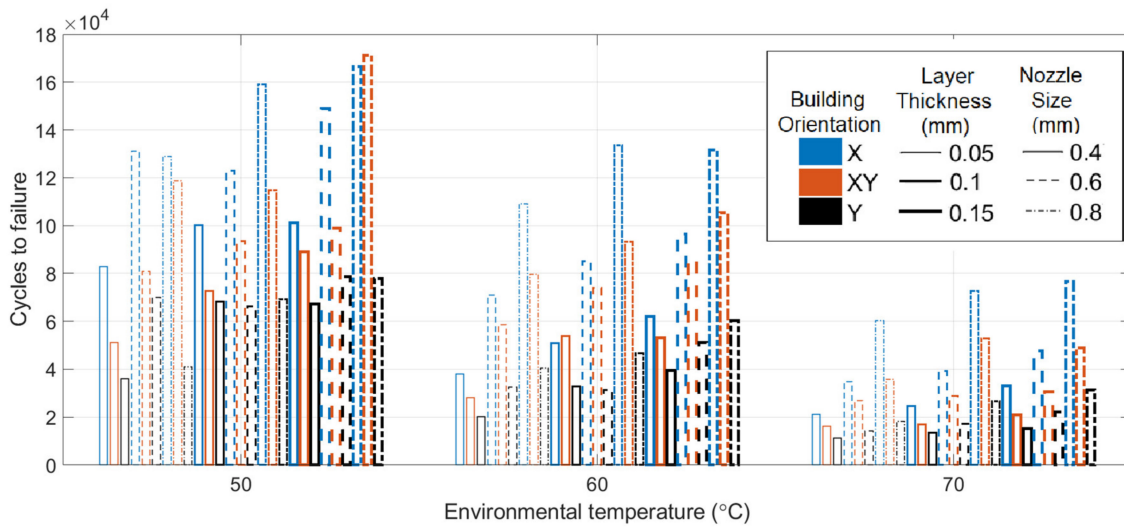 ×10⁴
18
16
14
12
10
8
6
4
2
0
Cycles to failure
50
60
70
Environmental temperature (°C)
Building Orientation
X
XY
Y
Layer Thickness (mm)
0.05
0.1
0.15
Nozzle Size (mm)
0.4
0.6
0.8